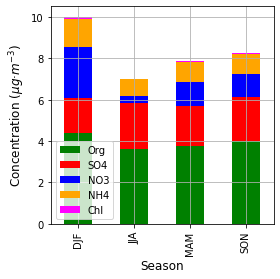 10
8
6
4
2
0
Concentration (μg·m⁻³)
Org
SO4
NO3
NH4
Chl
DJF
JJA
MAM
SON
Season